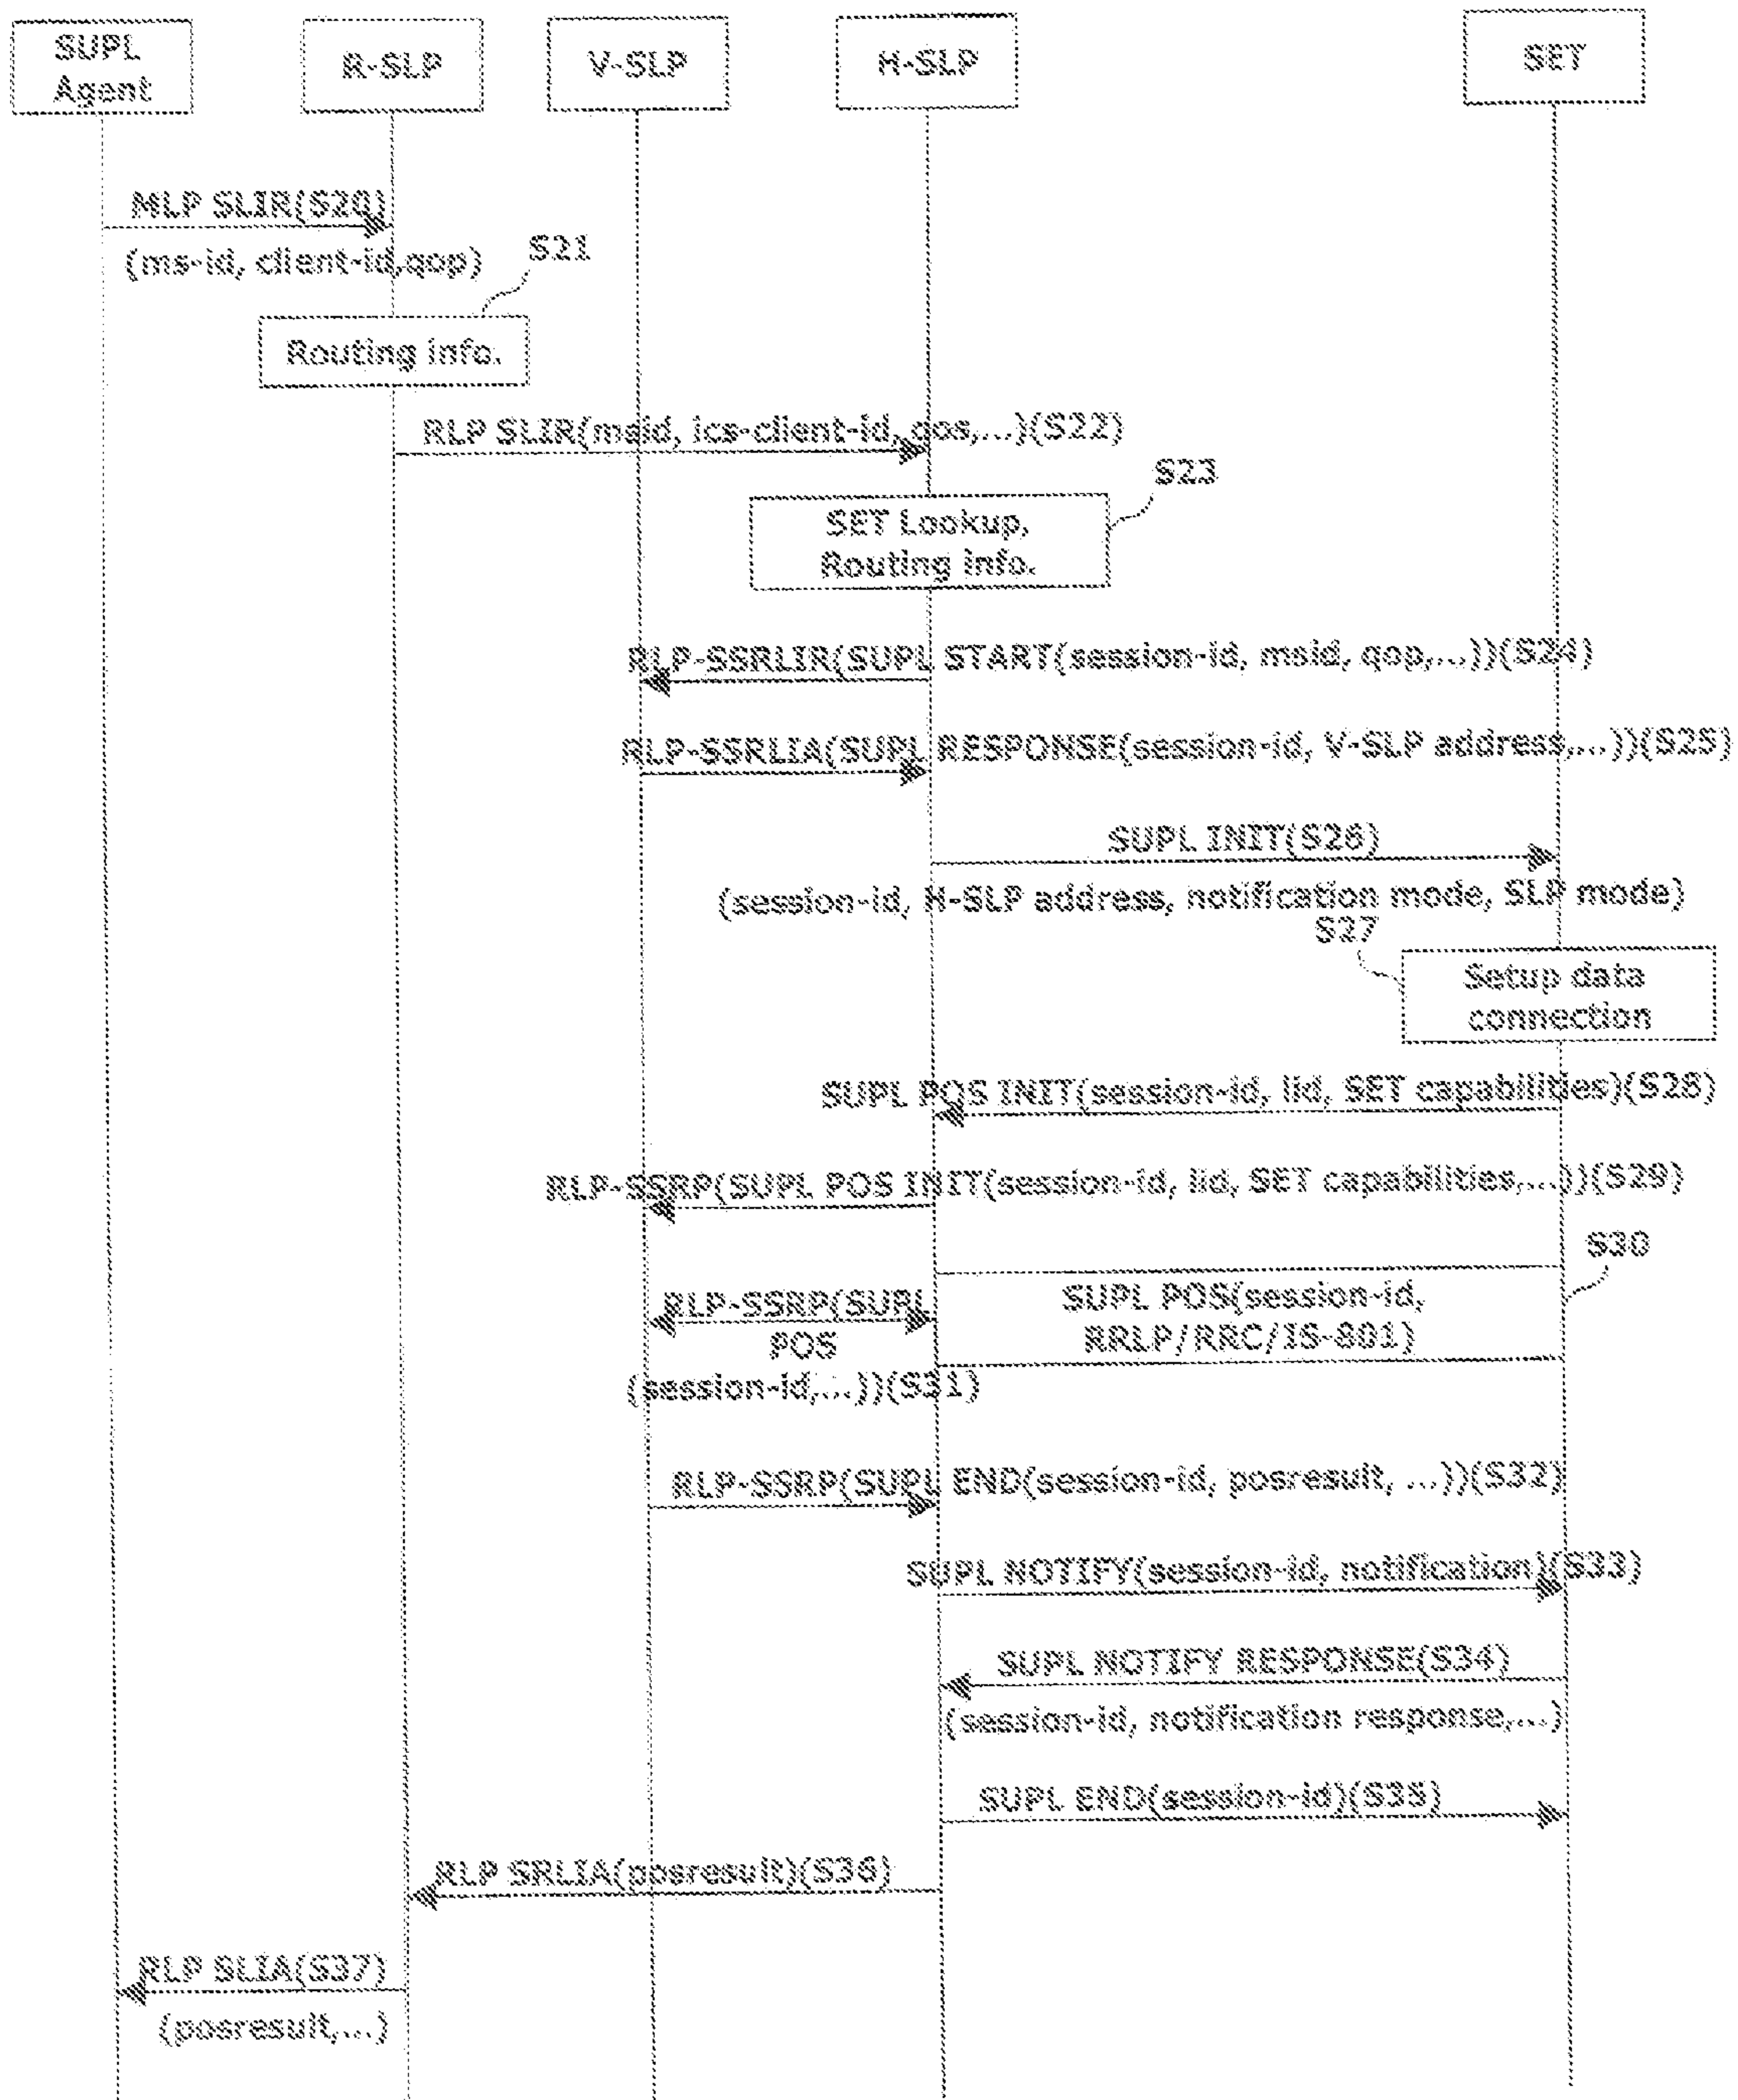 SUPL
Agent
R-SLP
V-SLP
H-SLP
SET
MLP SLIR(S20)
(ms-id, client-id,qop)
S21
Routing info.
RLP SLIR(msid, ics-client-id, qos,...)(S22)
S23
SET Lookup,
Routing info.
RLP-SSRLIR(SUPL START(session-id, msid, qop,...))(S24)
RLP-SSRLIA(SUPL RESPONSE(session-id, V-SLP address,...))(S25)
SUPL INIT(S26)
(session-id, H-SLP address, notification mode, SLP mode)
S27
Setup data
connection
SUPL POS INIT(session-id, lid, SET capabilities)(S28)
RLP-SSRP(SUPL POS INIT(session-id, lid, SET capabilities,...))(S29)
S30
RLP-SSRP(SUPL
POS
(session-id,...))(S31)
SUPL POS(session-id,
RRLP/RRC/IS-801)
RLP-SSRP(SUPL END(session-id, posresult, ...))(S32)
SUPL NOTIFY(session-id, notification)(S33)
SUPL NOTIFY RESPONSE(S34)
(session-id, notification response,...)
SUPL END(session-id)(S35)
RLP SRLIA(posresult)(S36)
RLP SLIA(S37)
(posresult,...)